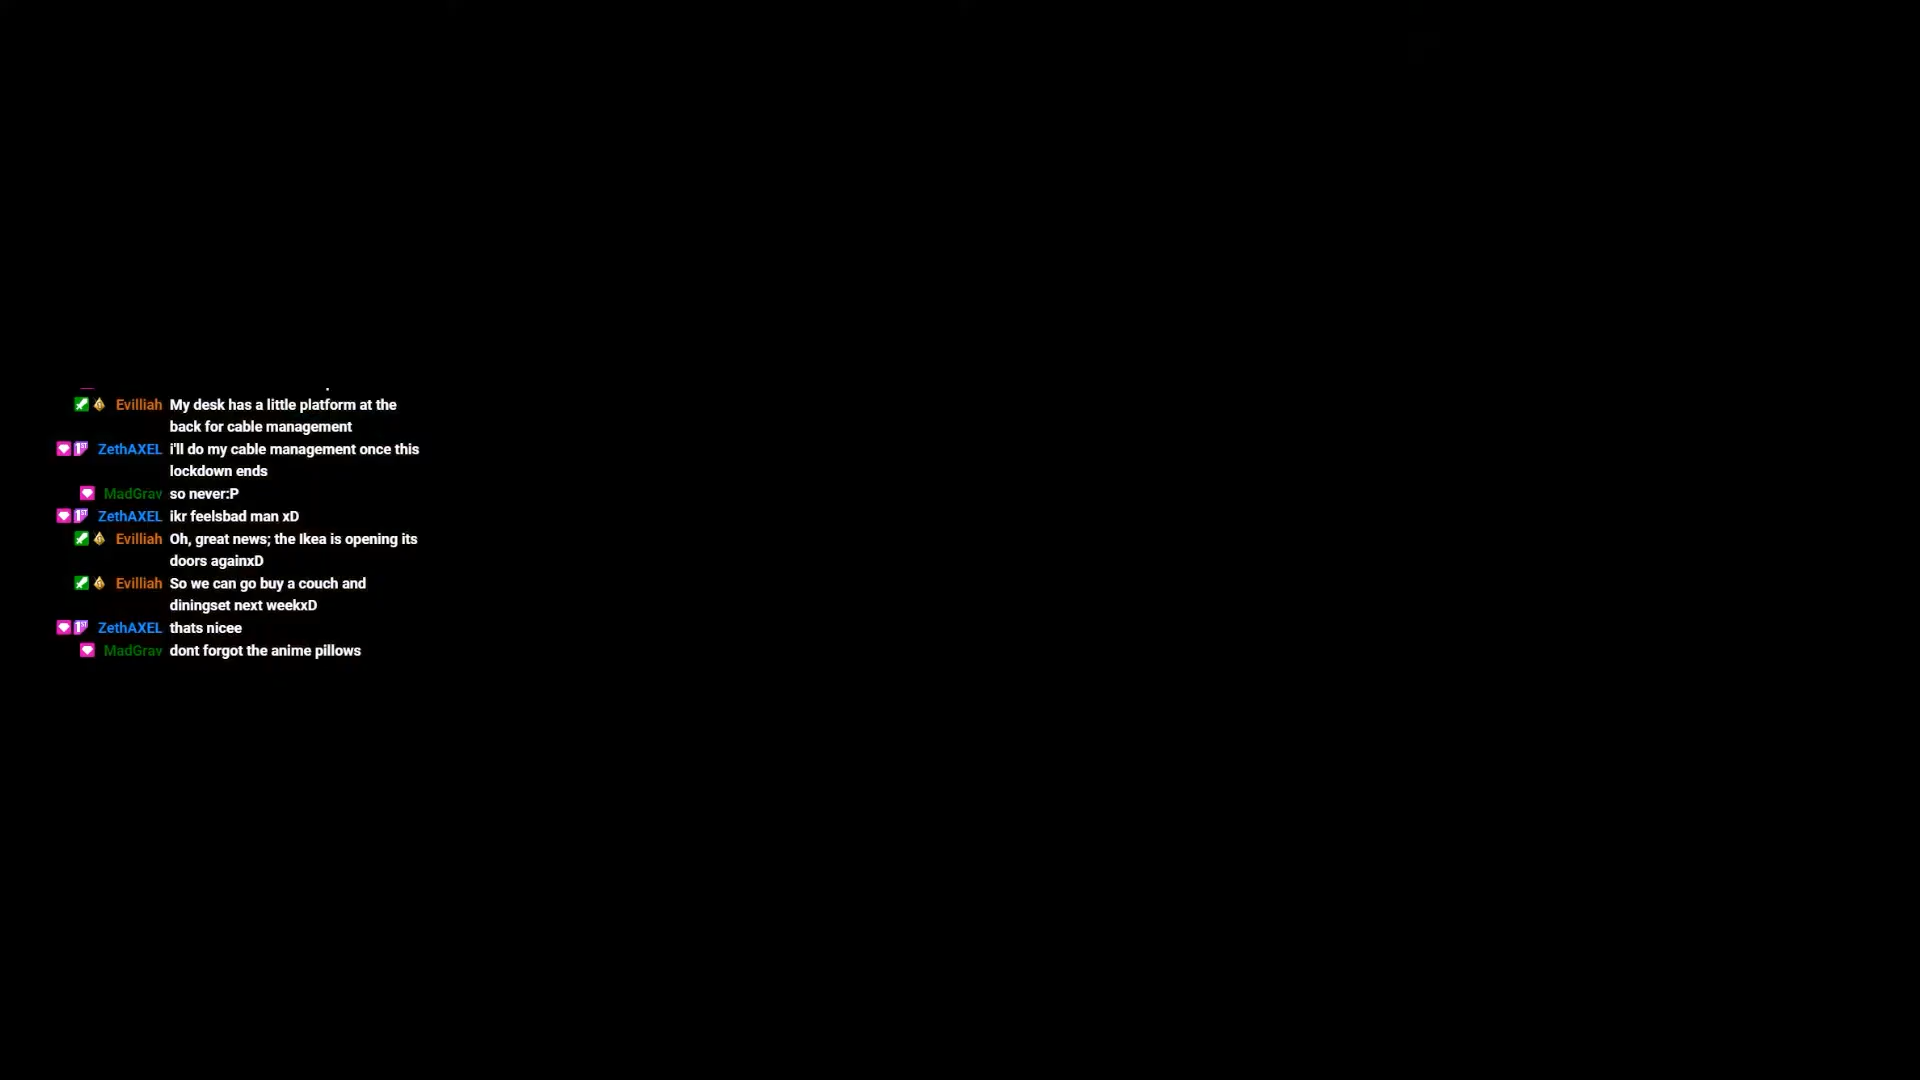 Evilliah My desk has a little platform at the
back for cable management
ZethAXEL i'll do my cable management once this
lockdown ends
MadGrav so never:P
ZethAXEL ikr feelsbad man xD
Evilliah Oh, great news; the Ikea is opening its
doors againxD
Evilliah So we can go buy a couch and
diningset next weekxD
ZethAXEL thats nicee
MadGrav dont forgot the anime pillows